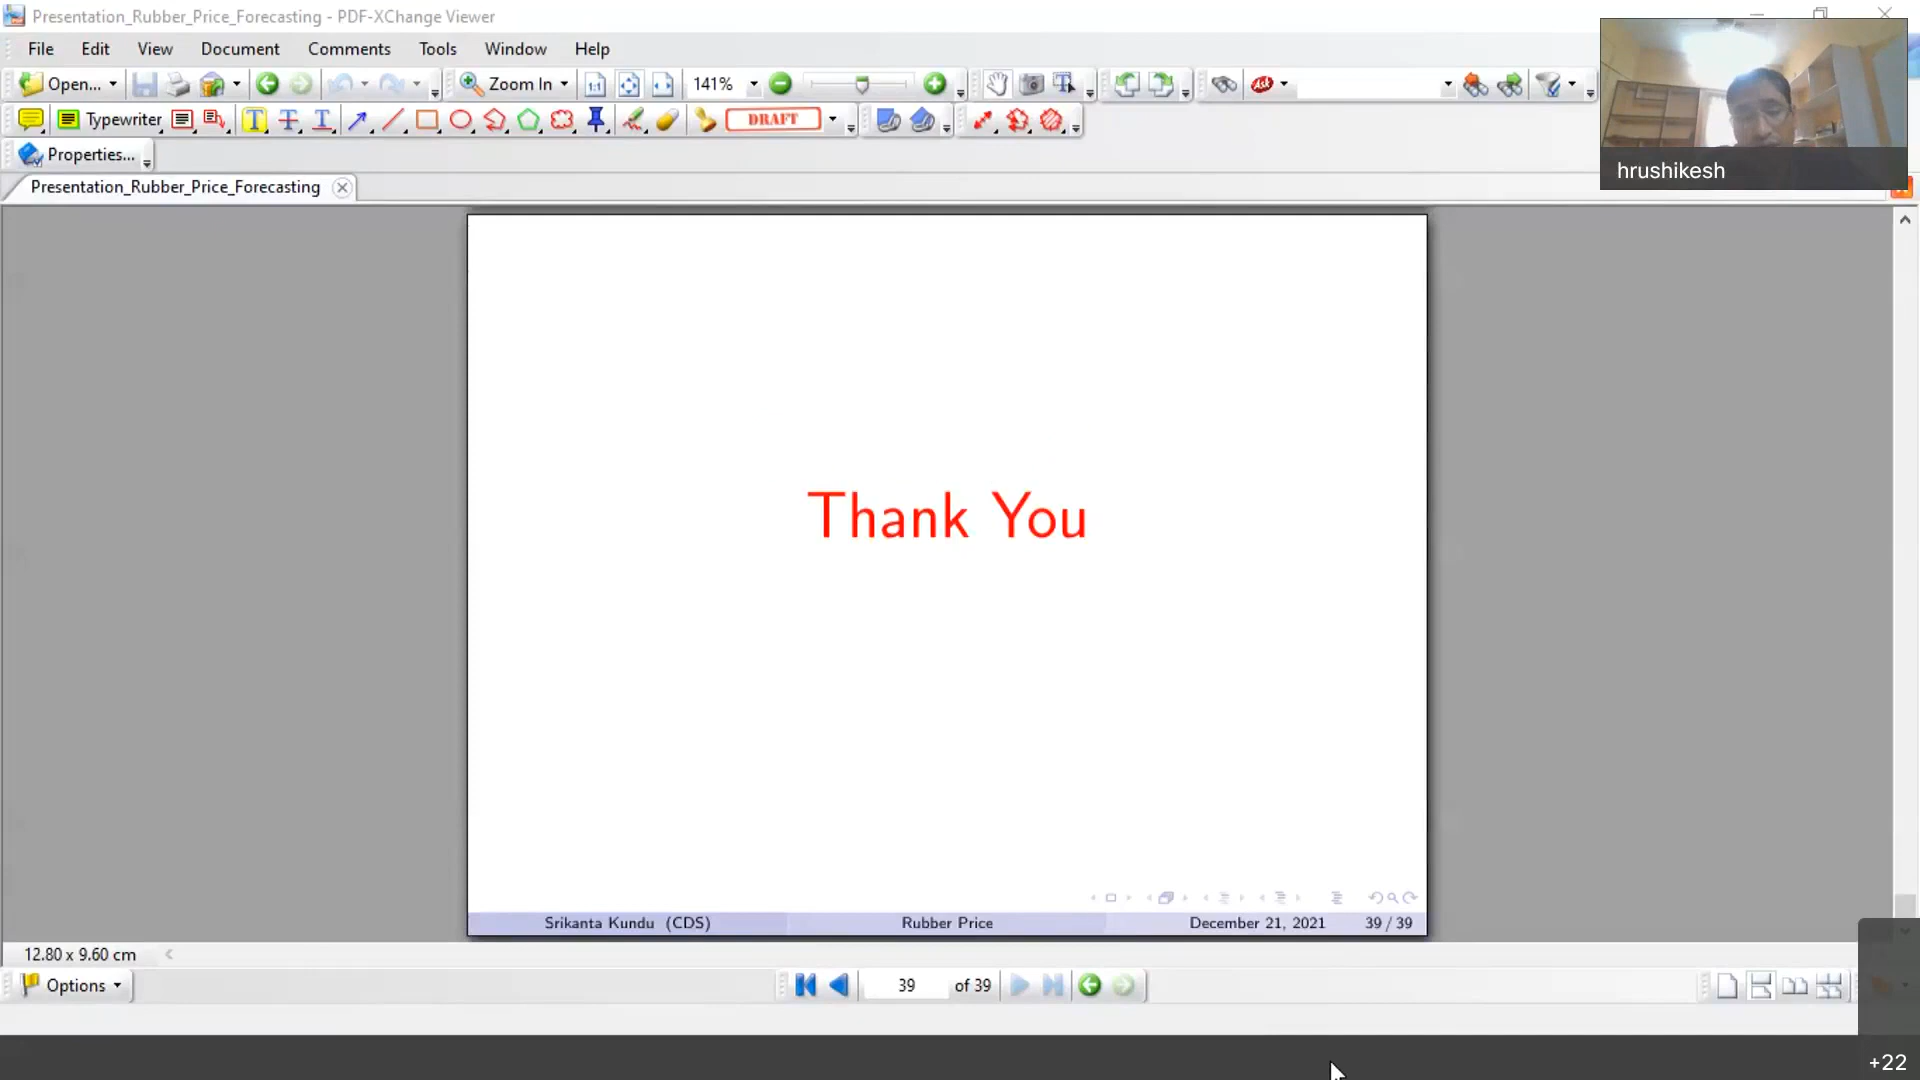 Presentation_Rubber_Price_Forecasting - PDF-XChange Viewer
File Edit View Document Comments Tools Window Help
Open... Zoom In 141%
Typewriter DRAFT
Properties...
hrushikesh
Presentation_Rubber_Price_Forecasting
Thank You
Srikanta Kundu (CDS) Rubber Price December 21, 2021 39 / 39
12.80 x 9.60 cm
Options 39 of 39
+22